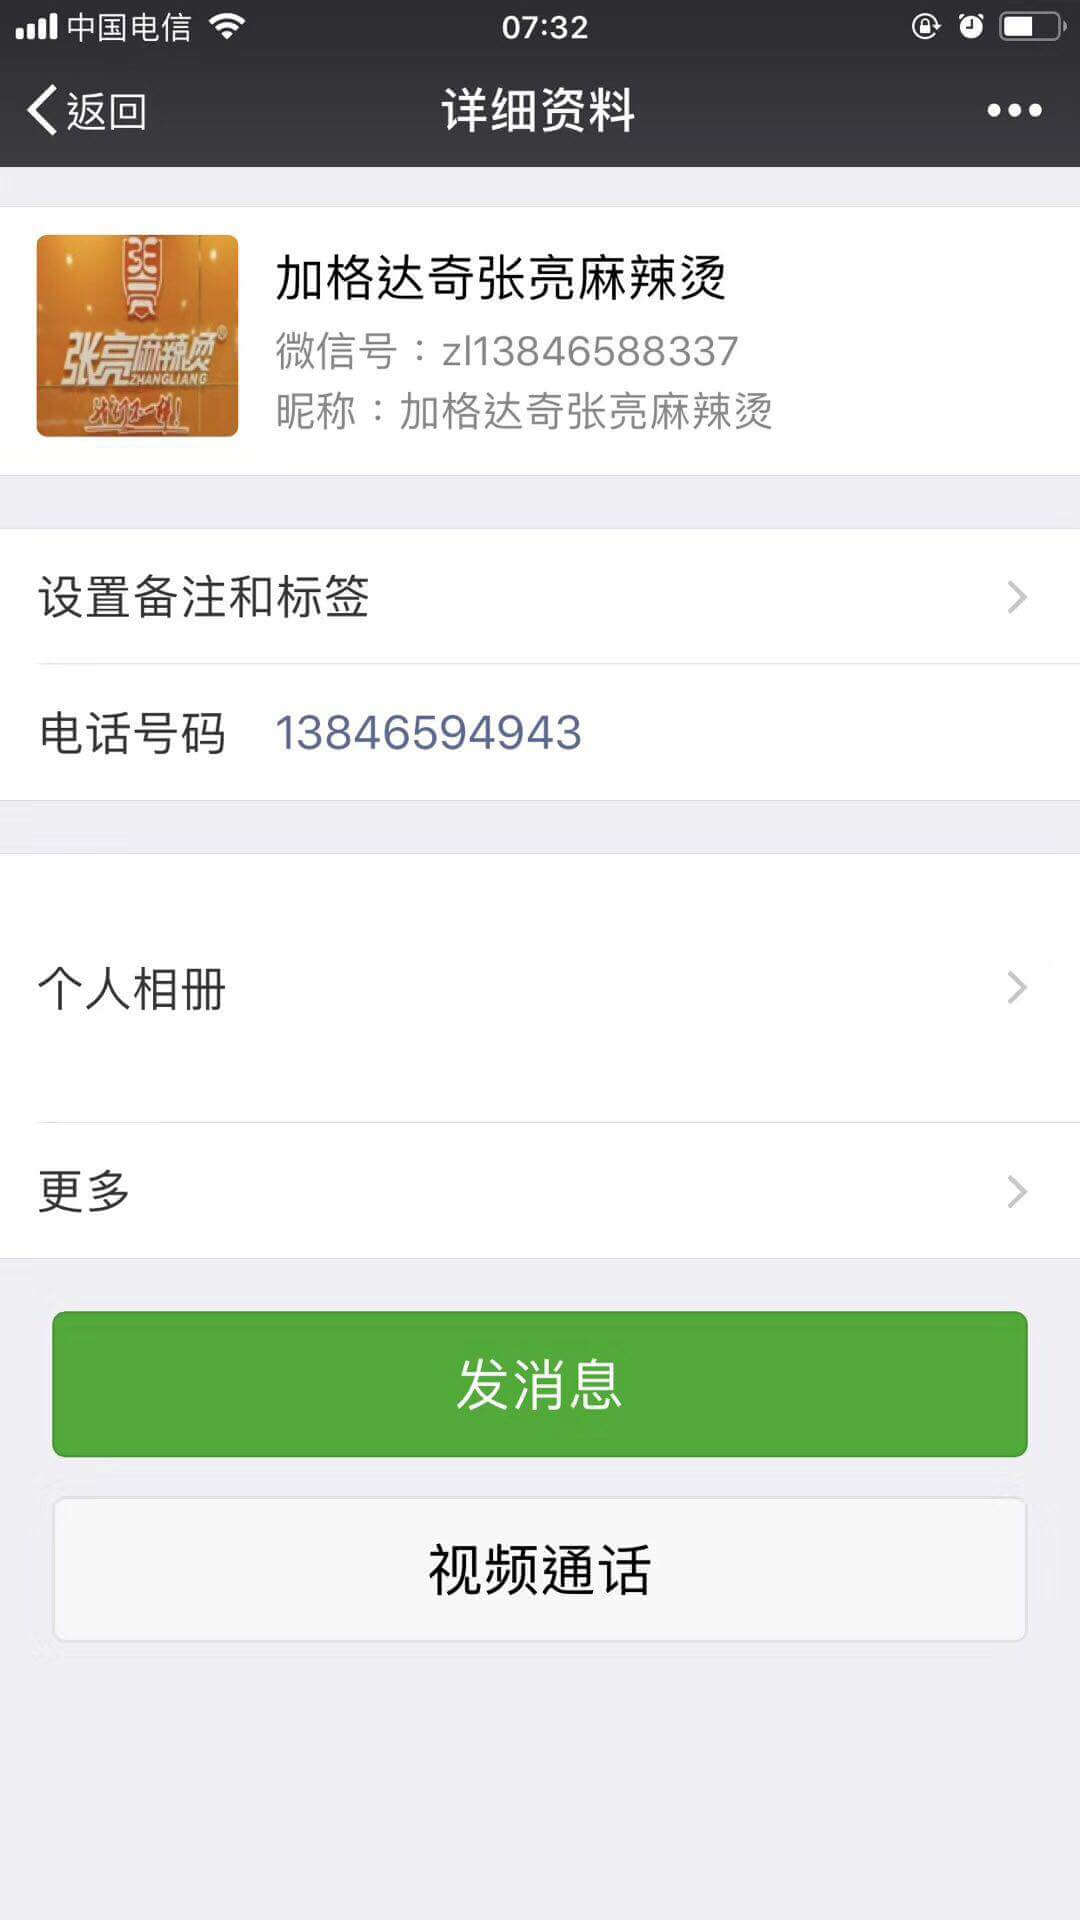 中国电信
07:32
返回
详细资料
张亮
张亮麻辣烫®
ZHANGLIANG
加格达奇张亮麻辣烫
微信号：zl13846588337
昵称：加格达奇张亮麻辣烫
设置备注和标签
电话号码 13846594943
个人相册
更多
发消息
视频通话